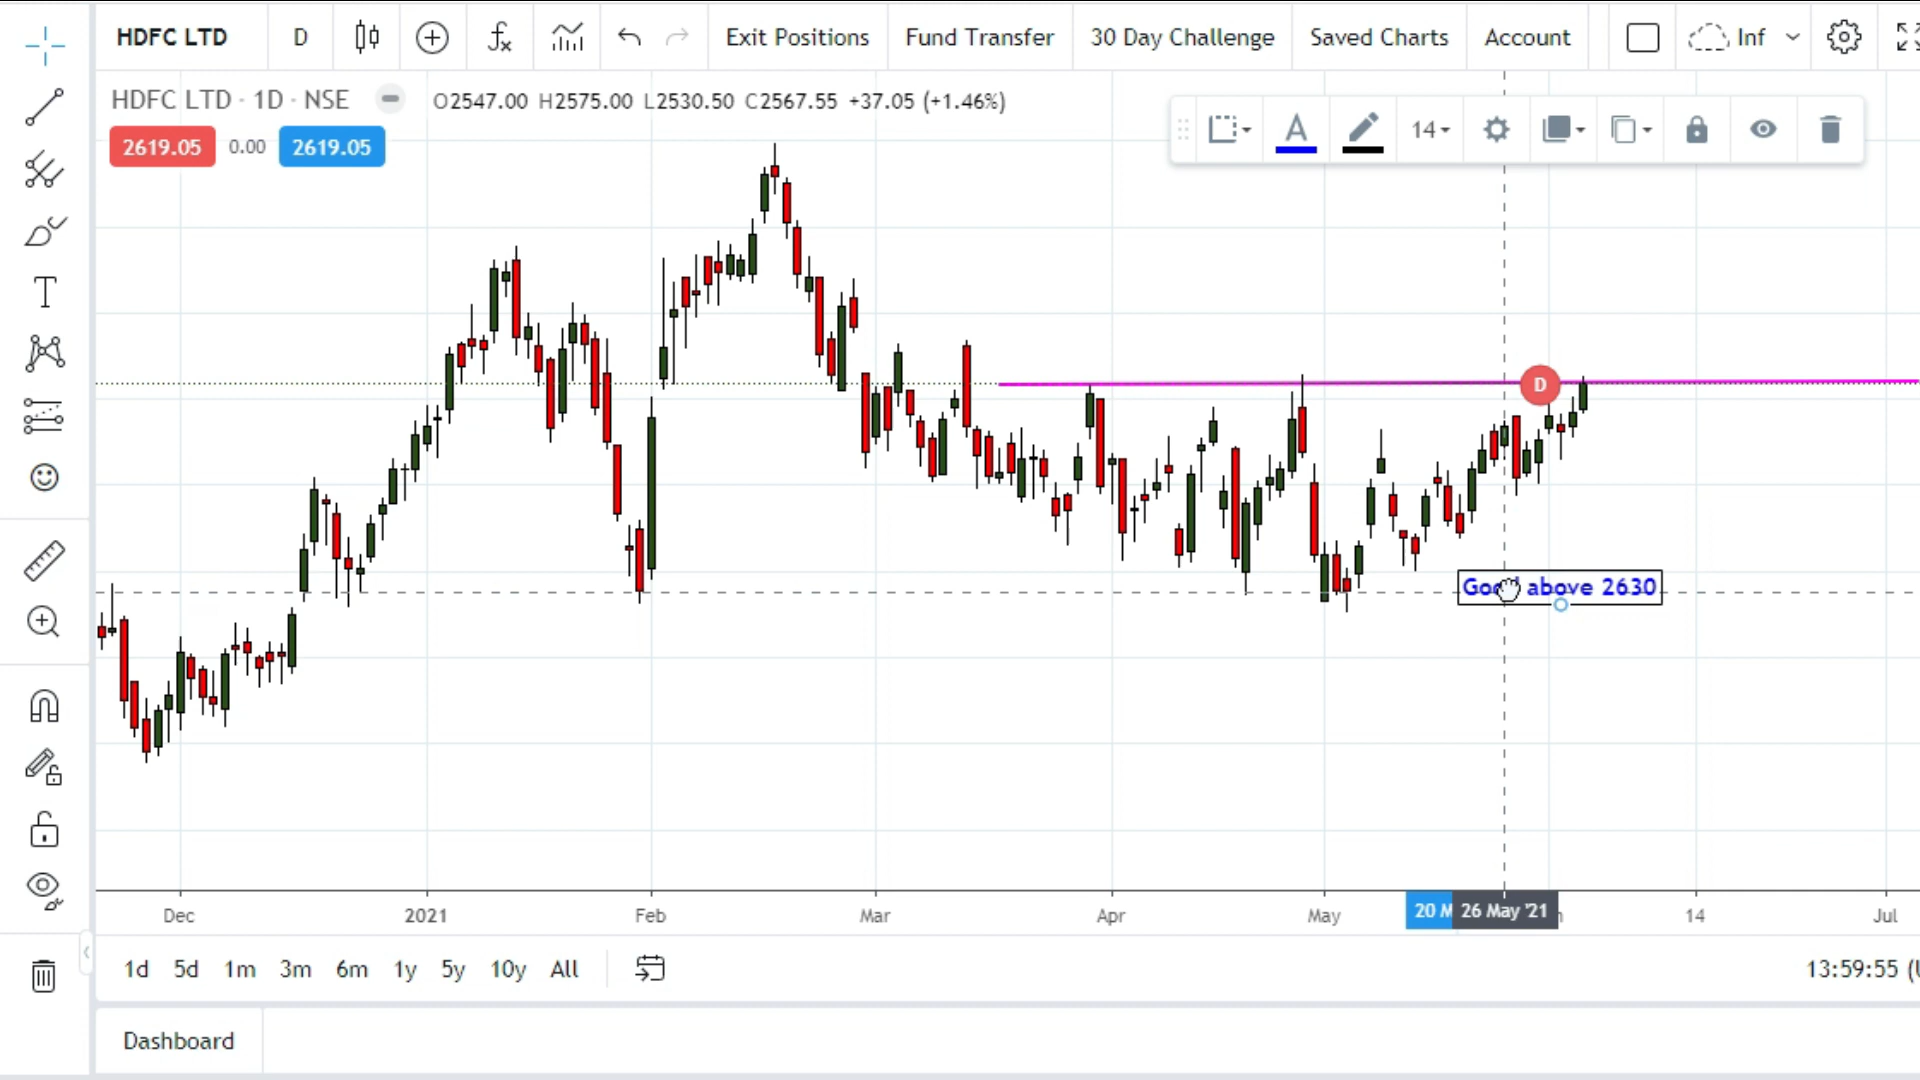 HDFC LTD D Exit Positions Fund Transfer 30 Day Challenge Saved Charts Account Inf
HDFC LTD · 1D · NSE O2547.00 H2575.00 L2530.50 C2567.55 +37.05 (+1.46%)
2619.05 0.00 2619.05
A 14
T
D
above 2630
Dec 2021 Feb Mar Apr May 20 M 26 May '21 14 Jul
1d 5d 1m 3m 6m 1y 5y 10y All 13:59:55
Dashboard